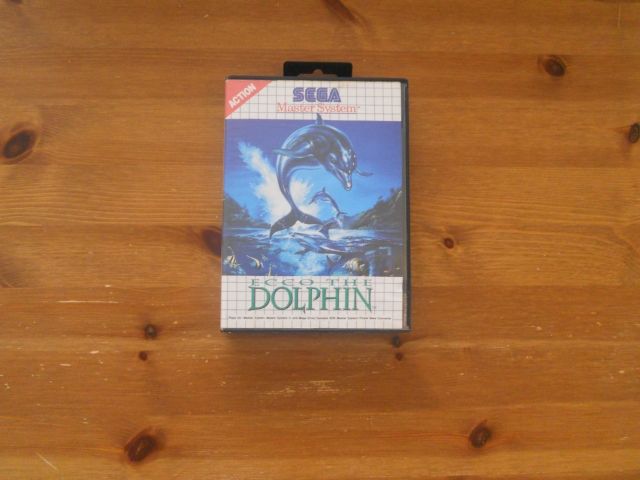 ACTION
SEGA
Master System
ECCO THE
DOLPHIN